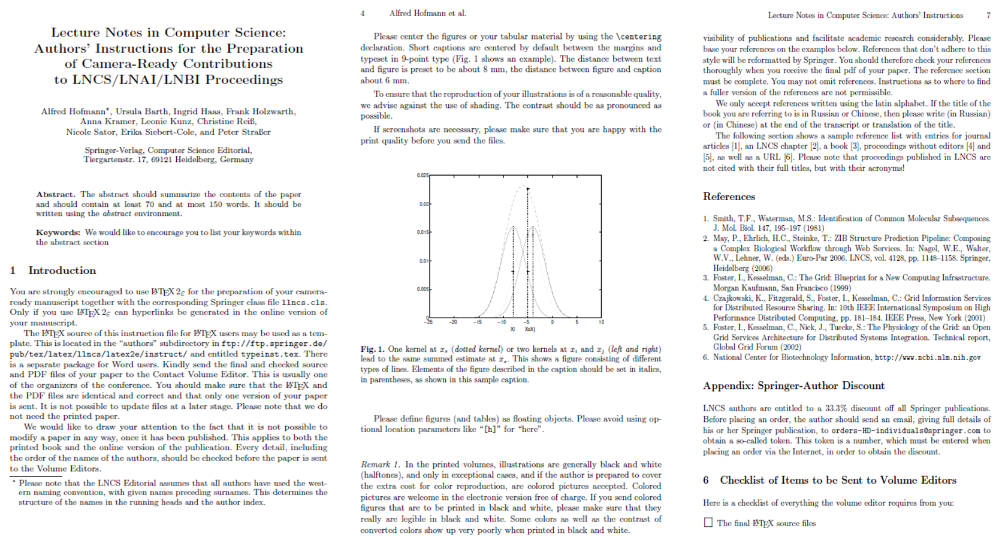 Lecture Notes in Computer Science:
Authors' Instructions for the Preparation
of Camera-Ready Contributions
to LNCS/LNAI/LNBI Proceedings
Alfred Hofmann*, Ursula Barth, Ingrid Haas, Frank Holzwarth,
Anna Kramer, Leonie Kunz, Christine Reiß,
Nicole Sator, Erika Siebert-Cole, and Peter Straßer
Springer-Verlag, Computer Science Editorial,
Tiergartenstr. 17, 69121 Heidelberg, Germany
Abstract. The abstract should summarize the contents of the paper
and should contain at least 70 and at most 150 words. It should be
written using the abstract environment.
Keywords: We would like to encourage you to list your keywords within
the abstract section
1 Introduction
You are strongly encouraged to use LATEX 2ε for the preparation of your camera-
ready manuscript together with the corresponding Springer class file llncs.cls.
Only if you use LATEX 2ε can hyperlinks be generated in the online version of
your manuscript.
The LATEX source of this instruction file for LATEX users may be used as a tem-
plate. This is located in the “authors” subdirectory in ftp://ftp.springer.de/
pub/tex/latex/llncs/latex2e/instruct/ and entitled typeinst.tex. There
is a separate package for Word users. Kindly send the final and checked source
and PDF files of your paper to the Contact Volume Editor. This is usually one
of the organizers of the conference. You should make sure that the LATEX and
the PDF files are identical and correct and that only one version of your paper
is sent. It is not possible to update files at a later stage. Please note that we do
not need the printed paper.
We would like to draw your attention to the fact that it is not possible to
modify a paper in any way, once it has been published. This applies to both the
printed book and the online version of the publication. Every detail, including
the order of the names of the authors, should be checked before the paper is sent
to the Volume Editors.
* Please note that the LNCS Editorial assumes that all authors have used the west-
ern naming convention, with given names preceding surnames. This determines the
structure of the names in the running heads and the author index.
4 Alfred Hofmann et al.
Please center the figures or your tabular material by using the \centering
declaration. Short captions are centered by default between the margins and
typeset in 9-point type (Fig. 1 shows an example). The distance between text
and figure is preset to be about 8 mm, the distance between figure and caption
about 6 mm.
To ensure that the reproduction of your illustrations is of a reasonable quality,
we advise against the use of shading. The contrast should be as pronounced as
possible.
If screenshots are necessary, please make sure that you are happy with the
print quality before you send the files.
0.025
0.02
0.015
0.01
0.005
0
−25 −20 −15 −10 −5 0 5 10
Xi XsXj
Fig. 1. One kernel at xs (dotted kernel) or two kernels at xi and xj (left and right)
lead to the same summed estimate at xs. This shows a figure consisting of different
types of lines. Elements of the figure described in the caption should be set in italics,
in parentheses, as shown in this sample caption.
Please define figures (and tables) as floating objects. Please avoid using op-
tional location parameters like “[h]” for “here”.
Remark 1. In the printed volumes, illustrations are generally black and white
(halftones), and only in exceptional cases, and if the author is prepared to cover
the extra cost for color reproduction, are colored pictures accepted. Colored
pictures are welcome in the electronic version free of charge. If you send colored
figures that are to be printed in black and white, please make sure that they
really are legible in black and white. Some colors as well as the contrast of
converted colors show up very poorly when printed in black and white.
Lecture Notes in Computer Science: Authors' Instructions 7
visibility of publications and facilitate academic research considerably. Please
base your references on the examples below. References that don't adhere to this
style will be reformatted by Springer. You should therefore check your references
thoroughly when you receive the final pdf of your paper. The reference section
must be complete. You may not omit references. Instructions as to where to find
a fuller version of the references are not permissible.
We only accept references written using the latin alphabet. If the title of the
book you are referring to is in Russian or Chinese, then please write (in Russian)
or (in Chinese) at the end of the transcript or translation of the title.
The following section shows a sample reference list with entries for journal
articles [1], an LNCS chapter [2], a book [3], proceedings without editors [4] and
[5], as well as a URL [6]. Please note that proceedings published in LNCS are
not cited with their full titles, but with their acronyms!
References
1. Smith, T.F., Waterman, M.S.: Identification of Common Molecular Subsequences.
J. Mol. Biol. 147, 195–197 (1981)
2. May, P., Ehrlich, H.C., Steinke, T.: ZIB Structure Prediction Pipeline: Composing
a Complex Biological Workflow through Web Services. In: Nagel, W.E., Walter,
W.V., Lehner, W. (eds.) Euro-Par 2006. LNCS, vol. 4128, pp. 1148–1158. Springer,
Heidelberg (2006)
3. Foster, I., Kesselman, C.: The Grid: Blueprint for a New Computing Infrastructure.
Morgan Kaufmann, San Francisco (1999)
4. Czajkowski, K., Fitzgerald, S., Foster, I., Kesselman, C.: Grid Information Services
for Distributed Resource Sharing. In: 10th IEEE International Symposium on High
Performance Distributed Computing, pp. 181–184. IEEE Press, New York (2001)
5. Foster, I., Kesselman, C., Nick, J., Tuecke, S.: The Physiology of the Grid: an Open
Grid Services Architecture for Distributed Systems Integration. Technical report,
Global Grid Forum (2002)
6. National Center for Biotechnology Information, http://www.ncbi.nlm.nih.gov
Appendix: Springer-Author Discount
LNCS authors are entitled to a 33.3% discount off all Springer publications.
Before placing an order, the author should send an email, giving full details of
his or her Springer publication, to orders-HD-individuals@springer.com to
obtain a so-called token. This token is a number, which must be entered when
placing an order via the Internet, in order to obtain the discount.
6 Checklist of Items to be Sent to Volume Editors
Here is a checklist of everything the volume editor requires from you:
The final LATEX source files